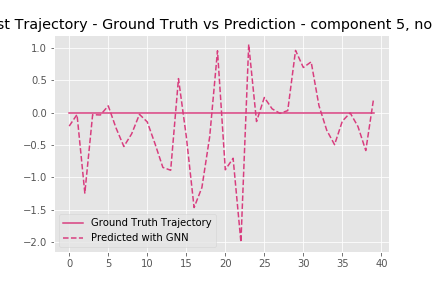 st Trajectory - Ground Truth vs Prediction - component 5, no
1.0
0.5
0.0
−0.5
−1.0
−1.5
−2.0
Ground Truth Trajectory
Predicted with GNN
0 5 10 15 20 25 30 35 40